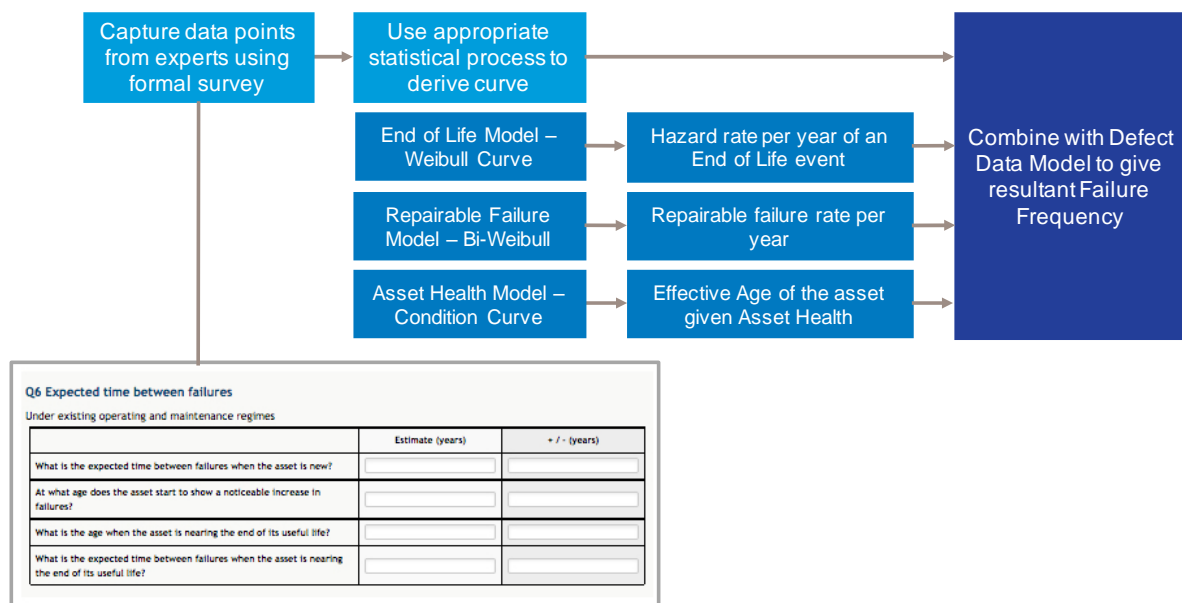 Capture data points
from experts using
formal survey
Use appropriate
statistical process to
derive curve
End of Life Model –
Weibull Curve
Hazard rate per year of an
End of Life event
Repairable Failure
Model – Bi-Weibull
Repairable failure rate per
year
Asset Health Model –
Condition Curve
Effective Age of the asset
given Asset Health
Combine with Defect
Data Model to give
resultant Failure
Frequency
Q6 Expected time between failures
Under existing operating and maintenance regimes
Estimate (years)
+ / - (years)
What is the expected time between failures when the asset is new?
At what age does the asset start to show a noticeable increase in
failures?
What is the age when the asset is nearing the end of its useful life?
What is the expected time between failures when the asset is nearing
the end of its useful life?